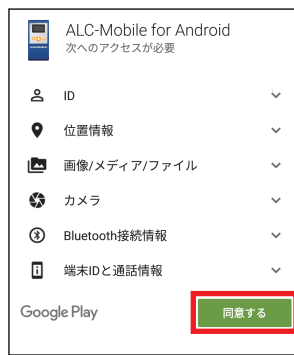 ALC-Mobile for Android
次へのアクセスが必要
ID
位置情報
画像/メディア/ファイル
カメラ
Bluetooth接続情報
端末IDと通話情報
Google Play
同意する